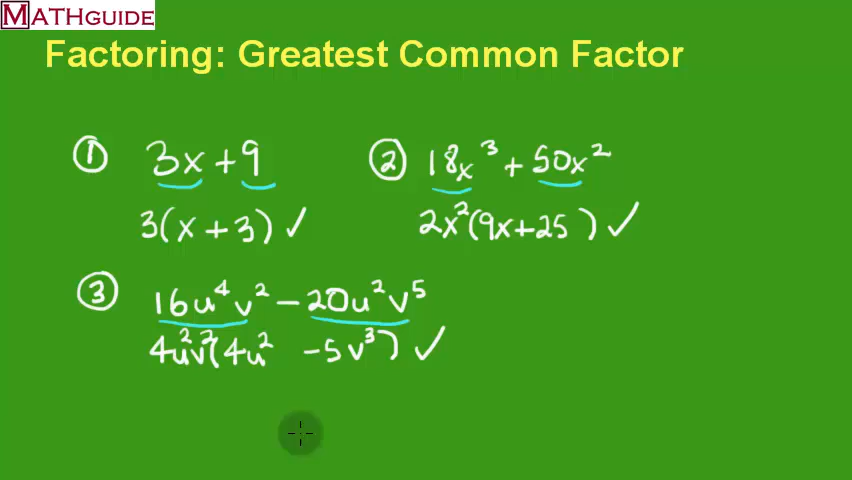 MATHGUIDE
Factoring: Greatest Common Factor
① 3x + 9
3(x + 3) ✓
② 18x³ + 50x²
2x²(9x + 25) ✓
③ 16u⁴v² − 20u²v⁵
4u²v²(4u² − 5v³) ✓